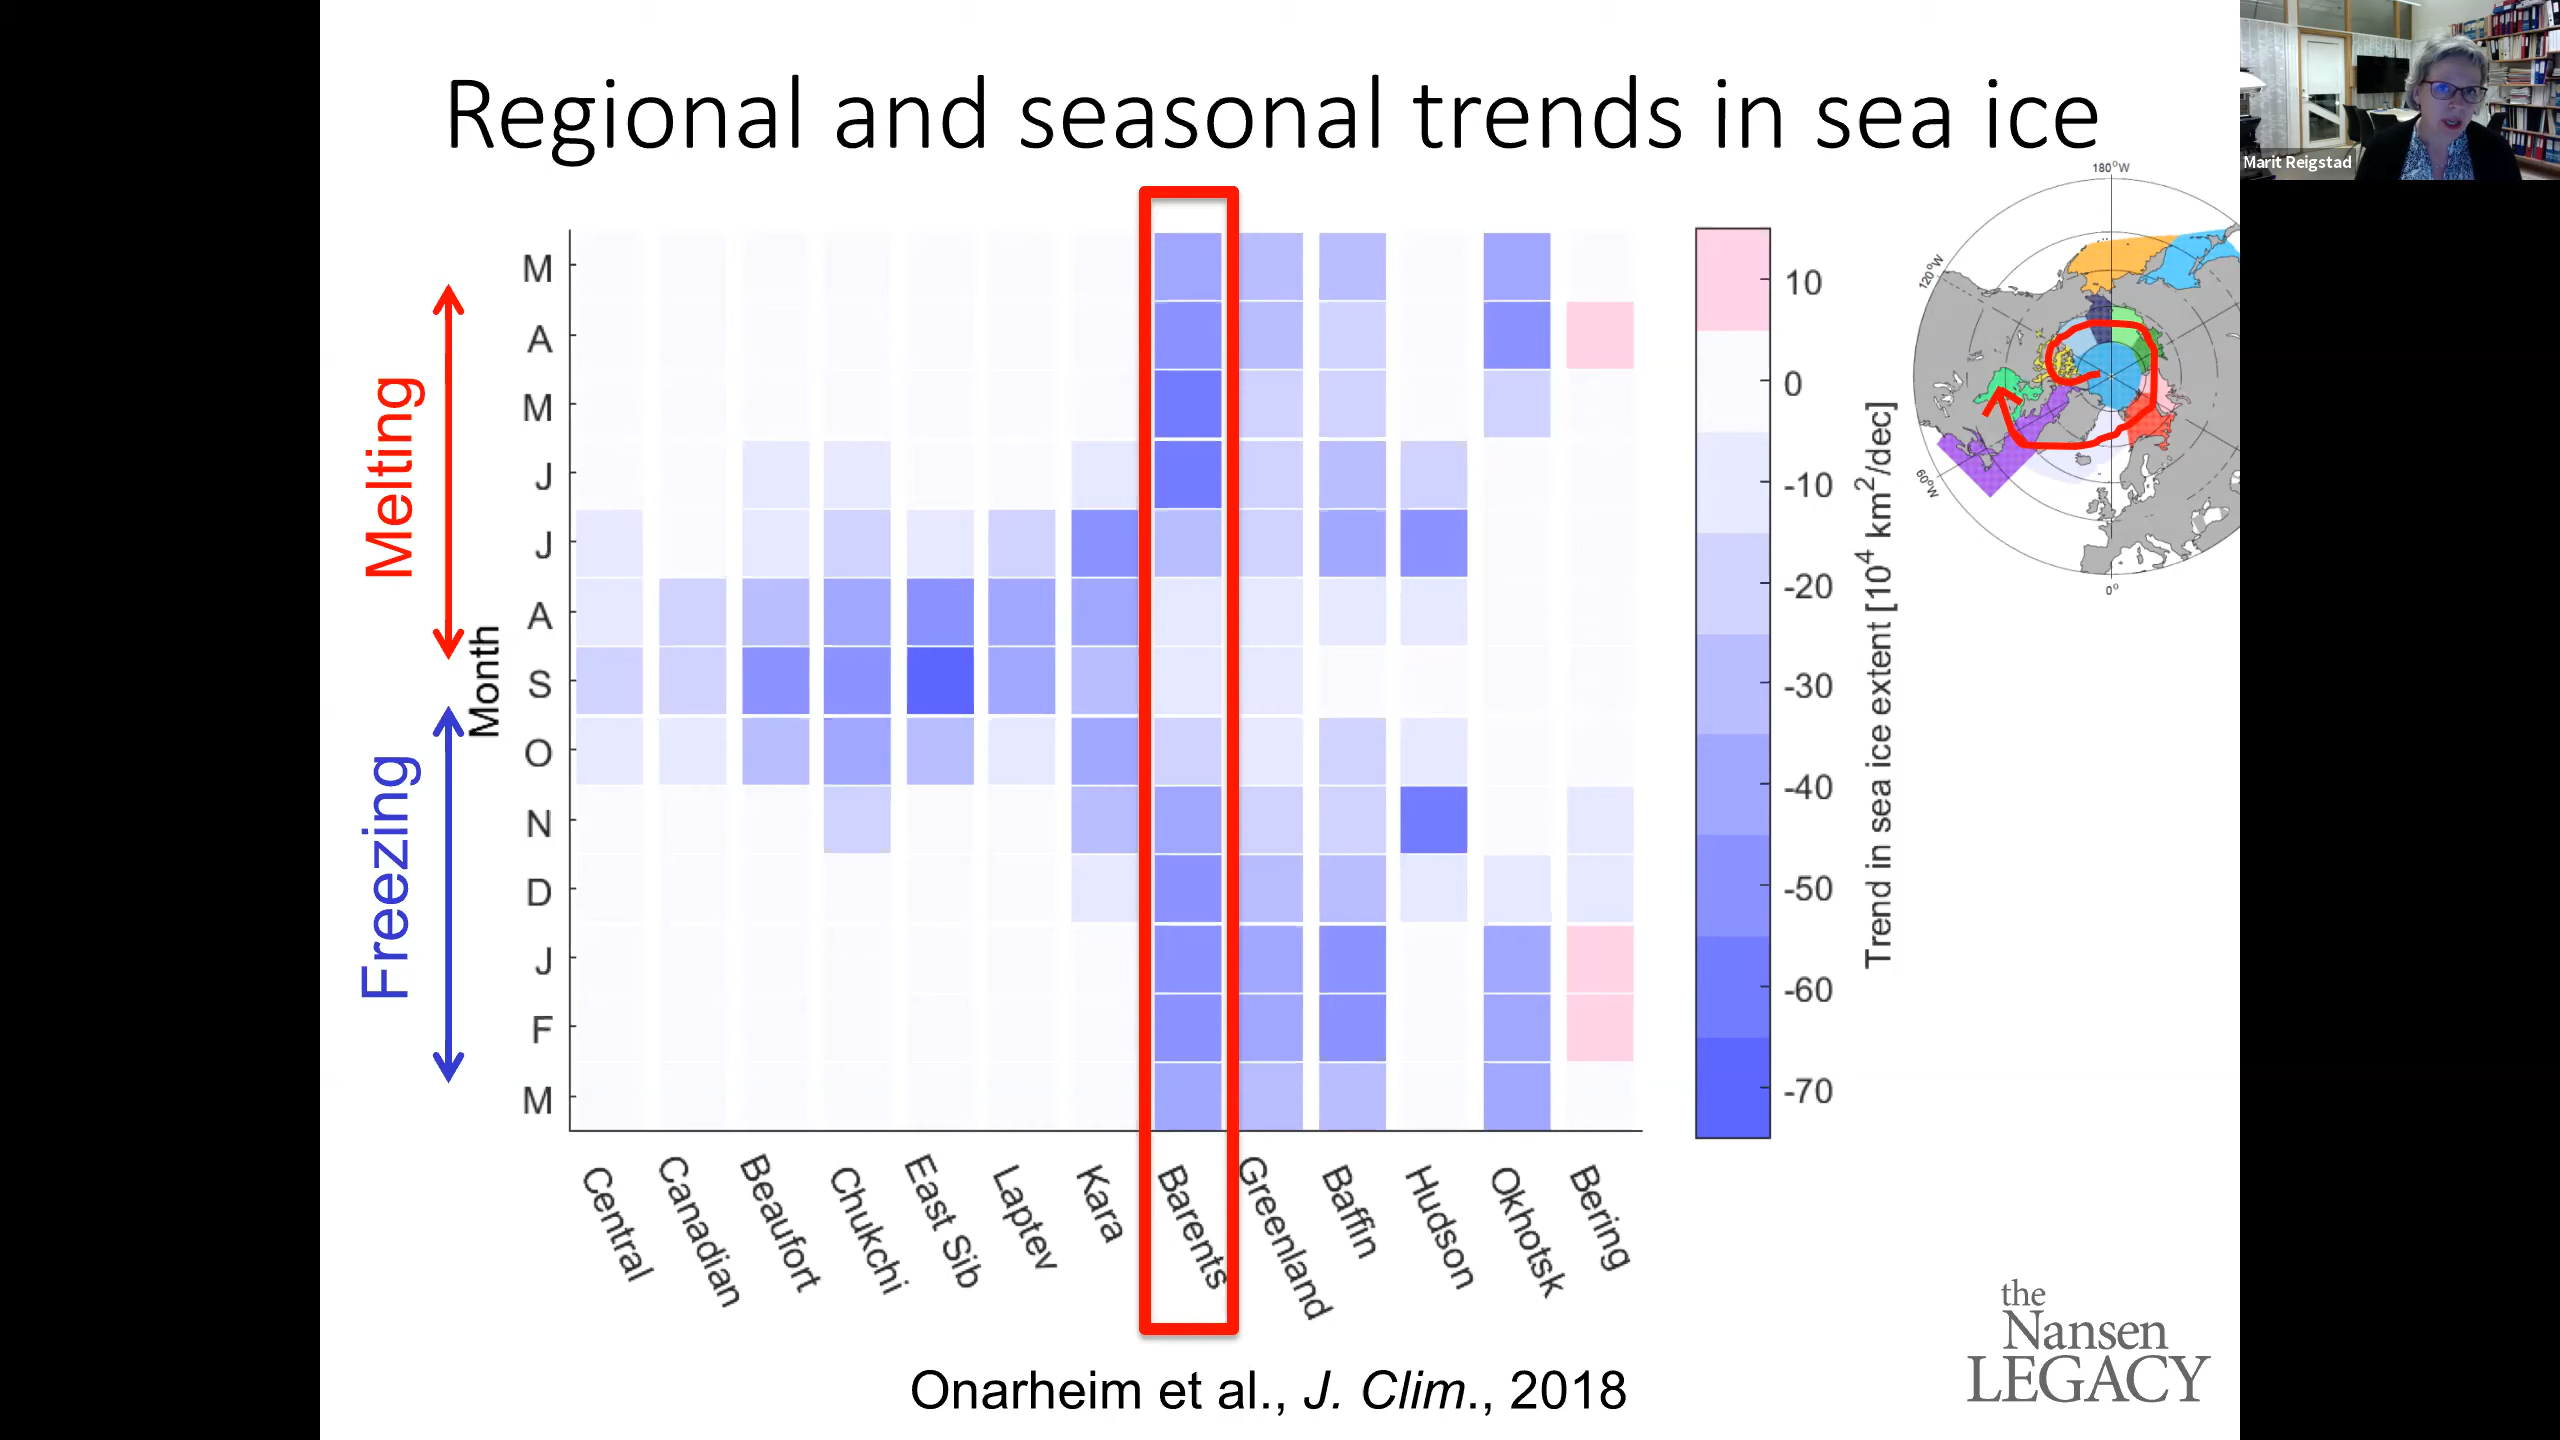 Regional and seasonal trends in sea ice
Marit Reigstad
180°W
120°W
60°W
0°
Melting
Freezing
Month
M
A
M
J
J
A
S
O
N
D
J
F
M
Central
Canadian
Beaufort
Chukchi
East Sib
Laptev
Kara
Barents
Greenland
Baffin
Hudson
Okhotsk
Bering
10
0
-10
-20
-30
-40
-50
-60
-70
Trend in sea ice extent [10⁴ km²/dec]
Onarheim et al., J. Clim., 2018
the
Nansen
LEGACY